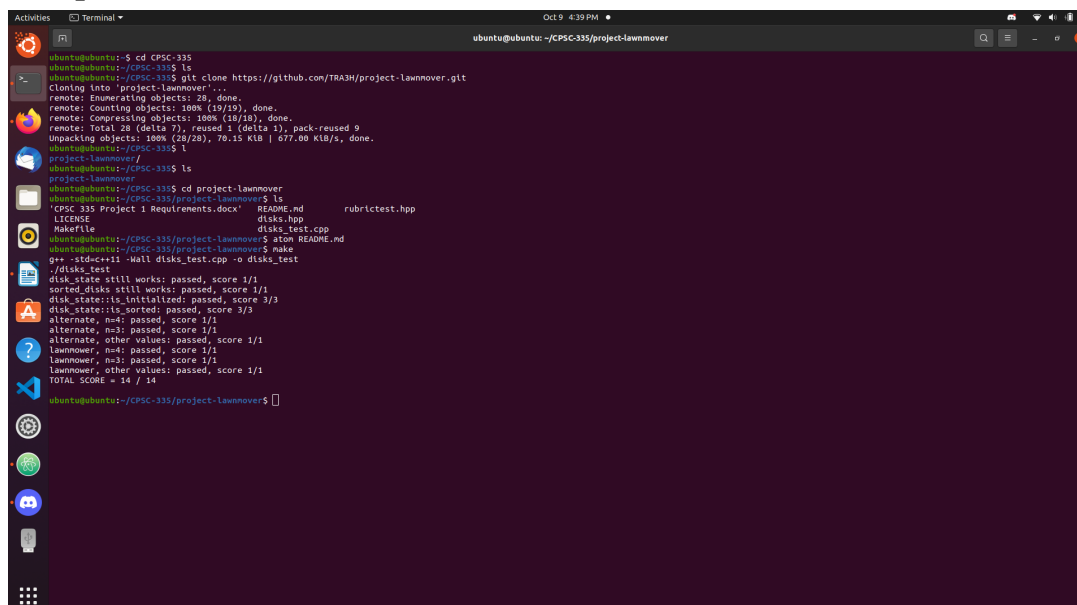 Activities
Terminal
Oct 9 4:39 PM
ubuntu@ubuntu: ~/CPSC-335/project-lawnmover
ubuntu@ubuntu:~$ cd CPSC-335
ubuntu@ubuntu:~/CPSC-335$ ls
ubuntu@ubuntu:~/CPSC-335$ git clone https://github.com/TRA3H/project-lawnmover.git
Cloning into 'project-lawnmover'...
remote: Enumerating objects: 28, done.
remote: Counting objects: 100% (19/19), done.
remote: Compressing objects: 100% (18/18), done.
remote: Total 28 (delta 7), reused 1 (delta 1), pack-reused 9
Unpacking objects: 100% (28/28), 70.15 KiB | 677.00 KiB/s, done.
ubuntu@ubuntu:~/CPSC-335$ l
project-lawnmover/
ubuntu@ubuntu:~/CPSC-335$ ls
project-lawnmover
ubuntu@ubuntu:~/CPSC-335$ cd project-lawnmover
ubuntu@ubuntu:~/CPSC-335/project-lawnmover$ ls
'CPSC 335 Project 1 Requirements.docx' README.md rubrictest.hpp
LICENSE disks.hpp
Makefile disks_test.cpp
ubuntu@ubuntu:~/CPSC-335/project-lawnmover$ atom README.md
ubuntu@ubuntu:~/CPSC-335/project-lawnmover$ make
g++ -std=c++11 -Wall disks_test.cpp -o disks_test
./disks_test
disk_state still works: passed, score 1/1
sorted_disks still works: passed, score 1/1
disk_state::is_initialized: passed, score 3/3
disk_state::is_sorted: passed, score 3/3
alternate, n=4: passed, score 1/1
alternate, n=3: passed, score 1/1
alternate, other values: passed, score 1/1
lawnmower, n=4: passed, score 1/1
lawnmower, n=3: passed, score 1/1
lawnmower, other values: passed, score 1/1
TOTAL SCORE = 14 / 14
ubuntu@ubuntu:~/CPSC-335/project-lawnmover$